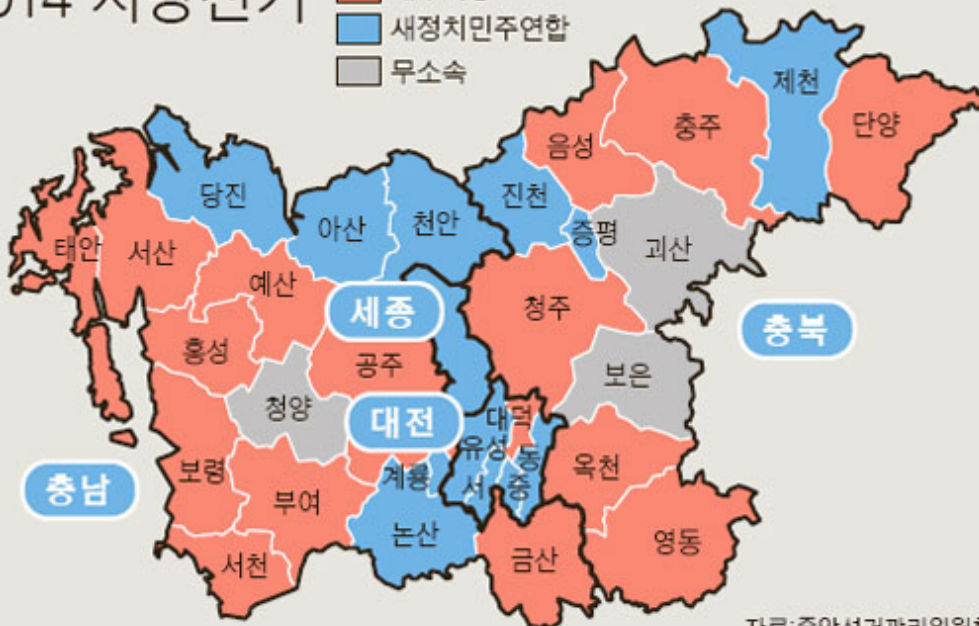 지방선거
새정치민주연합
무소속
제천
충주
단양
음성
당진
진천
아산
천안
증평
태안
서산
괴산
예산
세종
청주
충북
홍성
공주
보은
청양
대전
대덕
유성
동
보령
계룡
서
중
옥천
충남
부여
논산
서천
금산
영동